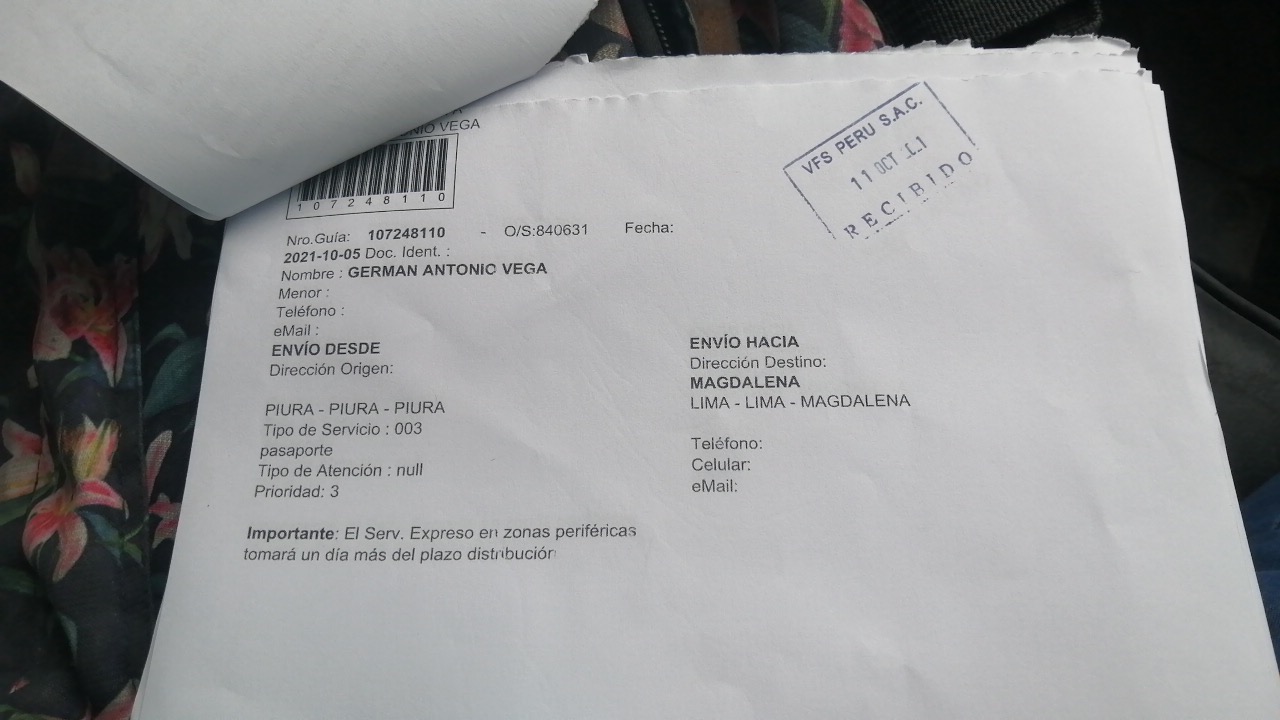 ANTONIO VEGA
107248110
VFS PERU S.A.C.
11 OCT
RECIBIDO
Nro.Guía: 107248110 - O/S:840631 Fecha:
2021-10-05 Doc. Ident. :
Nombre : GERMAN ANTONIO VEGA
Menor :
Teléfono :
eMail :
ENVÍO DESDE
Dirección Origen:
PIURA - PIURA - PIURA
Tipo de Servicio : 003
pasaporte
Tipo de Atención : null
Prioridad: 3
ENVÍO HACIA
Dirección Destino:
MAGDALENA
LIMA - LIMA - MAGDALENA
Teléfono:
Celular:
eMail:
Importante: El Serv. Expreso en zonas periféricas
tomará un día más del plazo distribución